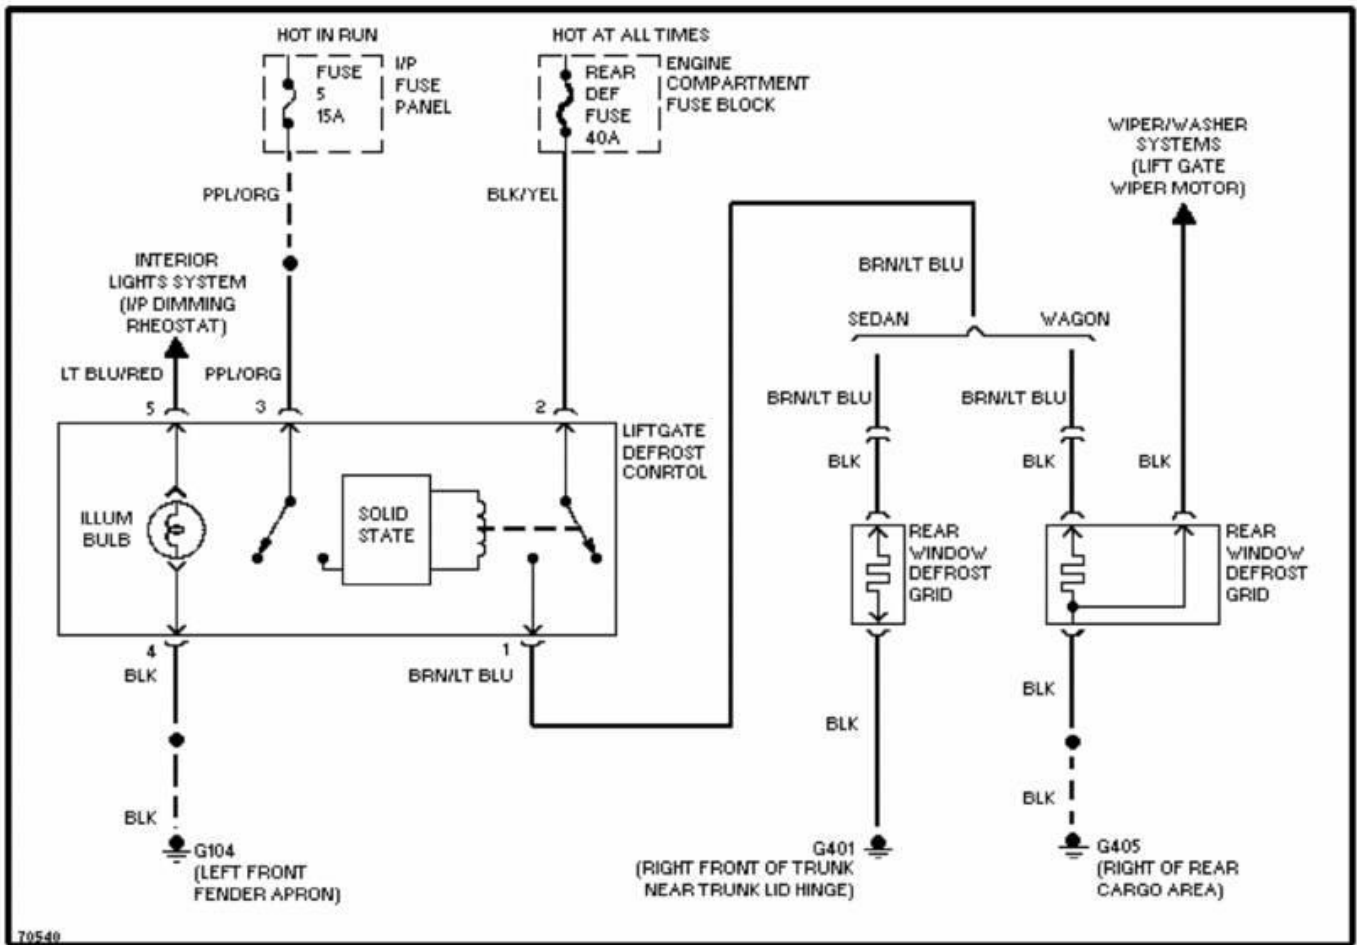 HOT IN RUN
FUSE
5
15A
I/P
FUSE
PANEL
HOT AT ALL TIMES
REAR
DEF
FUSE
40A
ENGINE
COMPARTMENT
FUSE BLOCK
WIPER/WASHER
SYSTEMS
(LIFT GATE
WIPER MOTOR)
PPL/ORG
BLK/YEL
INTERIOR
LIGHTS SYSTEM
(I/P DIMMING
RHEOSTAT)
BRN/LT BLU
SEDAN
WAGON
LT BLU/RED
PPL/ORG
BRN/LT BLU
BRN/LT BLU
5
3
2
LIFTGATE
DEFROST
CONRTOL
BLK
BLK
BLK
ILLUM
BULB
SOLID
STATE
REAR
WINDOW
DEFROST
GRID
REAR
WINDOW
DEFROST
GRID
4
1
BLK
BRN/LT BLU
BLK
BLK
BLK
BLK
G104
(LEFT FRONT
FENDER APRON)
G401
(RIGHT FRONT OF TRUNK
NEAR TRUNK LID HINGE)
G405
(RIGHT OF REAR
CARGO AREA)
70540